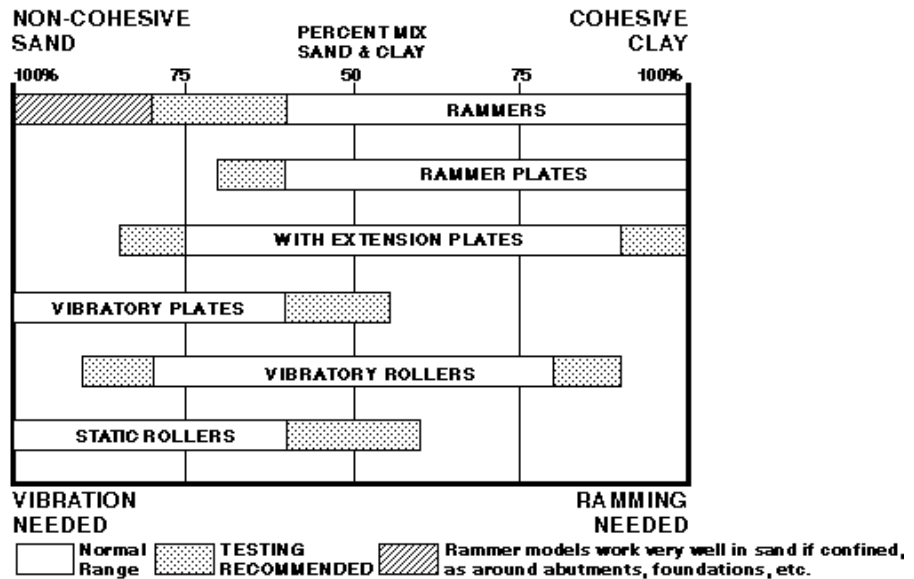 NON-COHESIVE
SAND
PERCENT MIX
SAND & CLAY
COHESIVE
CLAY
100% 75 50 75 100%
RAMMERS
RAMMER PLATES
WITH EXTENSION PLATES
VIBRATORY PLATES
VIBRATORY ROLLERS
STATIC ROLLERS
VIBRATION
NEEDED
RAMMING
NEEDED
Normal
Range
TESTING
RECOMMENDED
Rammer models work very well in sand if confined,
as around abutments, foundations, etc.